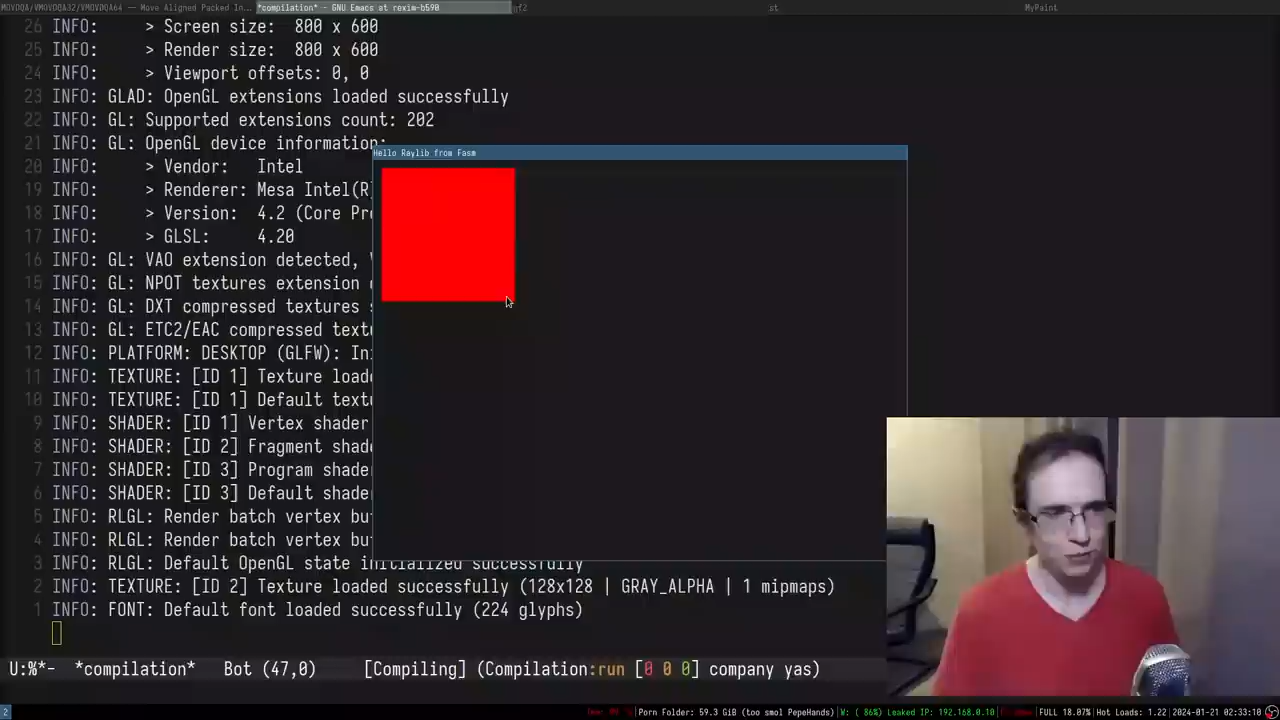 MOVDQA/VMOVDQA32/VMOVDQA64 — Move Aligned Packed In... *compilation* - GNU Emacs at rexim-b590 gf2 st MyPaint
26 INFO: > Screen size: 800 x 600
25 INFO: > Render size: 800 x 600
24 INFO: > Viewport offsets: 0, 0
23 INFO: GLAD: OpenGL extensions loaded successfully
22 INFO: GL: Supported extensions count: 202
21 INFO: GL: OpenGL device information:
Hello Raylib from Fasm
20 INFO: > Vendor: Intel
19 INFO: > Renderer: Mesa Intel(R)
18 INFO: > Version: 4.2 (Core Pro
17 INFO: > GLSL: 4.20
16 INFO: GL: VAO extension detected,
15 INFO: GL: NPOT textures extension
14 INFO: GL: DXT compressed textures
13 INFO: GL: ETC2/EAC compressed text
12 INFO: PLATFORM: DESKTOP (GLFW): In
11 INFO: TEXTURE: [ID 1] Texture load
10 INFO: TEXTURE: [ID 1] Default text
9 INFO: SHADER: [ID 1] Vertex shader
8 INFO: SHADER: [ID 2] Fragment shade
7 INFO: SHADER: [ID 3] Program shader
6 INFO: SHADER: [ID 3] Default shade
5 INFO: RLGL: Render batch vertex bu
4 INFO: RLGL: Render batch vertex bu
3 INFO: RLGL: Default OpenGL state initialized successfully
2 INFO: TEXTURE: [ID 2] Texture loaded successfully (128x128 | GRAY_ALPHA | 1 mipmaps)
1 INFO: FONT: Default font loaded successfully (224 glyphs)
U:%*- *compilation* Bot (47,0) [Compiling] (Compilation:run [0 0 0] company yas)
2 Porn Folder: 59.3 GiB (too smol PepeHands) W: ( 86%) Leaked IP: 192.168.0.10 FULL 18.07% Hot Loads: 1.22 2024-01-21 02:33:10